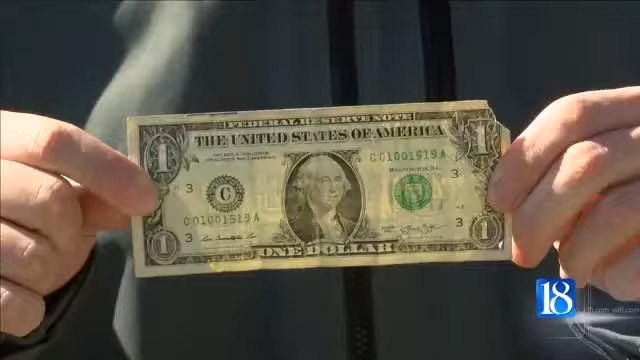 FEDERAL RESERVE NOTE
THE UNITED STATES OF AMERICA
1
1
C 01001519 A
WASHINGTON, D.C.
3
3
C
C 01001519 A
3
3
1
1
ONE DOLLAR
18